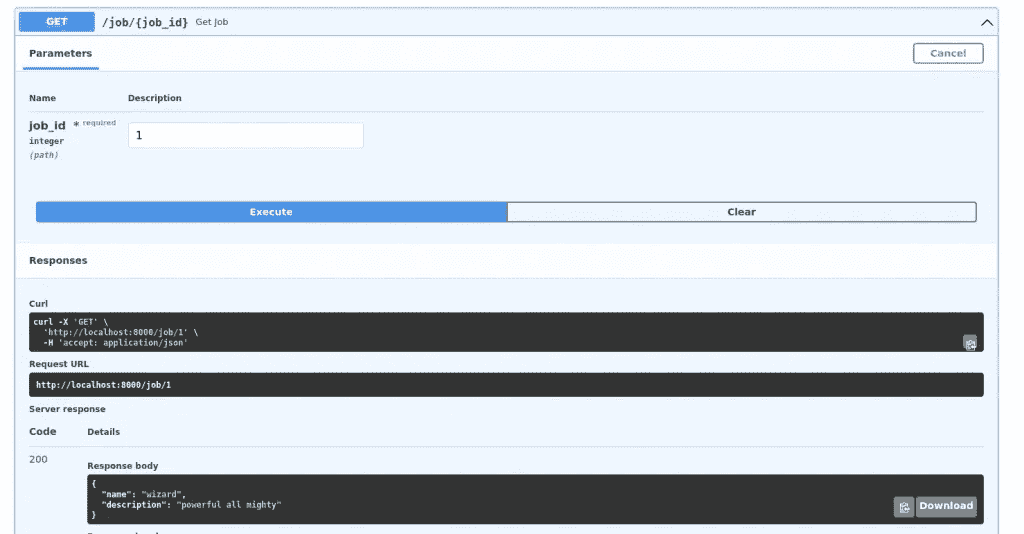 GET /job/{job_id} Get Job
Parameters Cancel
Name Description
job_id * required
integer
(path)
1
Execute Clear
Responses
Curl
curl -X 'GET' \
'http://localhost:8000/job/1' \
-H 'accept: application/json'
Request URL
http://localhost:8000/job/1
Server response
Code Details
200
Response body
{
"name": "wizard",
"description": "powerful all mighty"
}
Download